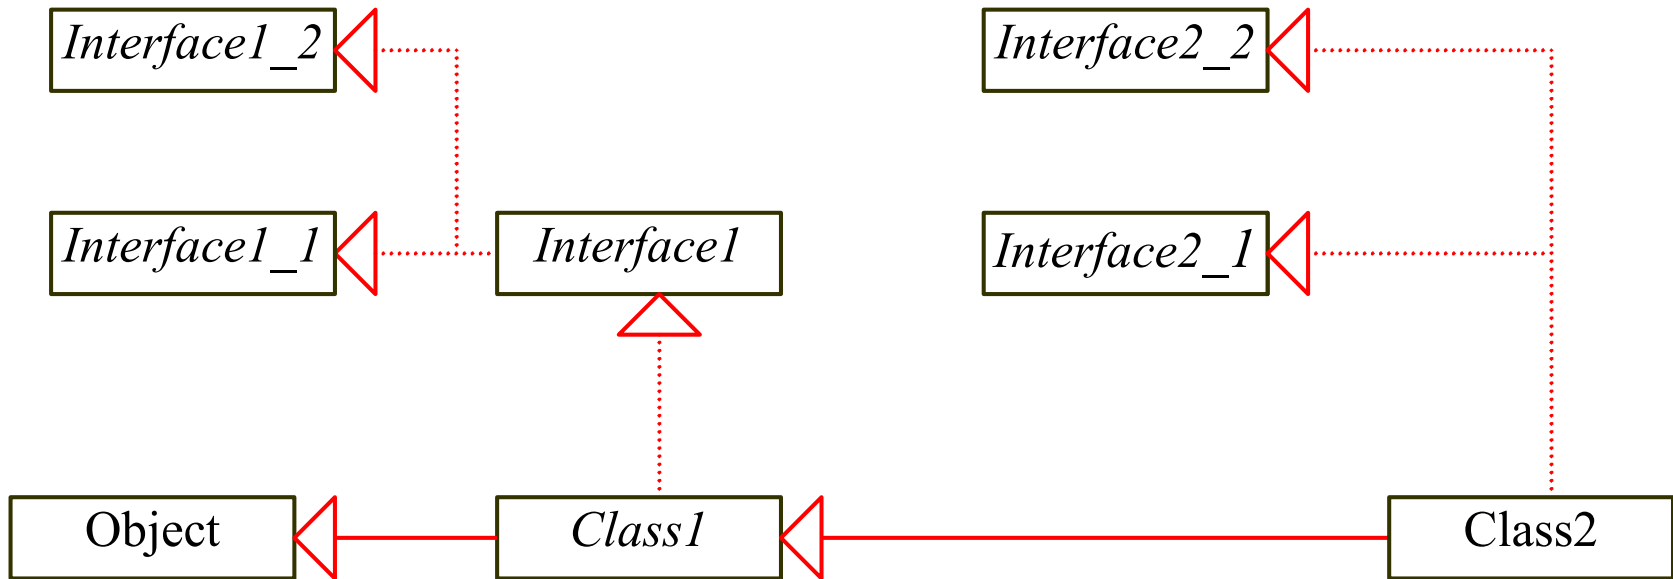 Interface1_2
Interface2_2
Interface1_1
Interface1
Interface2_1
Object
Class1
Class2